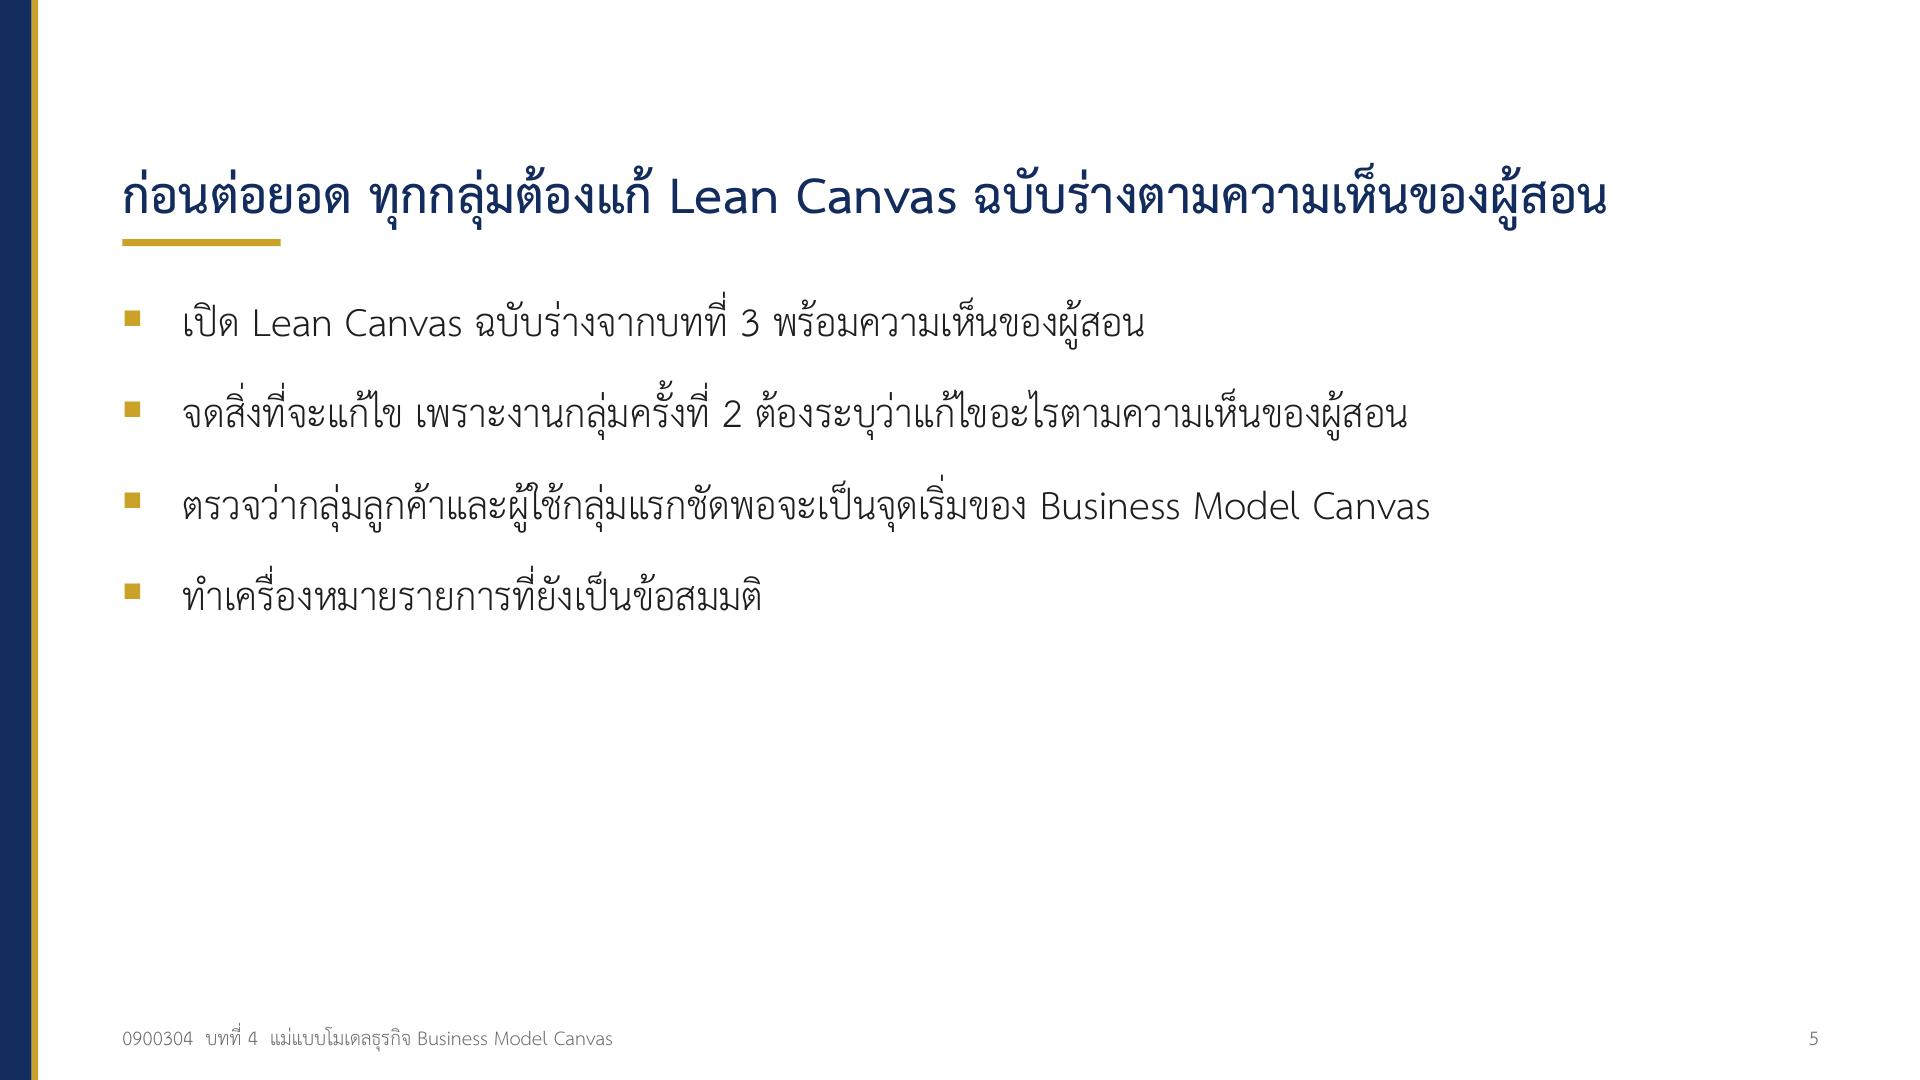 ก่อนต่อยอด ทุกกลุ่มต้องแก้ Lean Canvas ฉบับร่างตามความเห็นของผู้สอน
เปิด Lean Canvas ฉบับร่างจากบทที่ 3 พร้อมความเห็นของผู้สอน
จดสิ่งที่จะแก้ไข เพราะงานกลุ่มครั้งที่ 2 ต้องระบุว่าแก้ไขอะไรตามความเห็นของผู้สอน
ตรวจว่ากลุ่มลูกค้าและผู้ใช้กลุ่มแรกชัดพอจะเป็นจุดเริ่มของ Business Model Canvas
ทำเครื่องหมายรายการที่ยังเป็นข้อสมมติ
0900304 บทที่ 4 แม่แบบโมเดลธุรกิจ Business Model Canvas
5